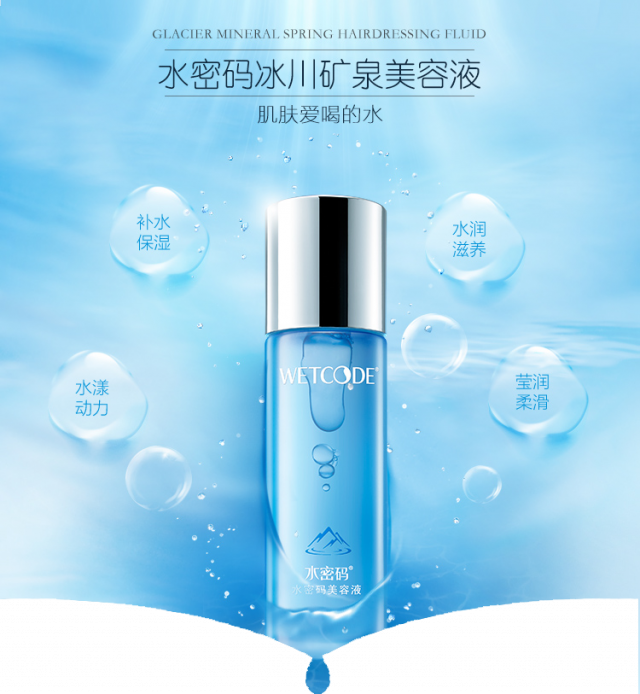 GLACIER MINERAL SPRING HAIRDRESSING FLUID
水密码冰川矿泉美容液
肌肤爱喝的水
补水
保湿
水润
滋养
水漾
动力
莹润
柔滑
WETCODE®
水密码®
水密码美容液